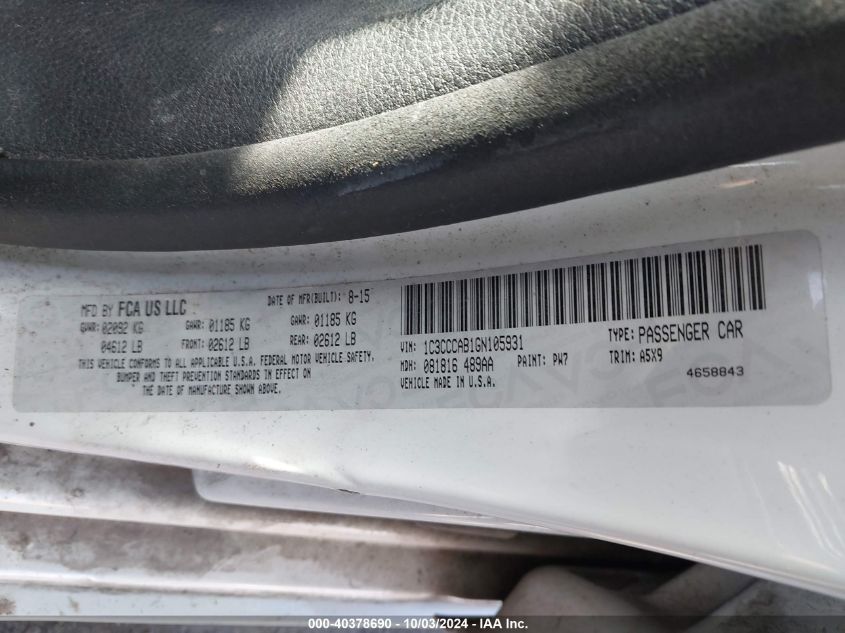 MFD BY FCA US LLC
DATE OF MFR(BUILT): 8-15
GVWR: 02092 KG
GAWR: 01185 KG
GAWR: 01185 KG
04612 LB
FRONT: 02612 LB
REAR: 02612 LB
THIS VEHICLE CONFORMS TO ALL APPLICABLE U.S.A. FEDERAL MOTOR VEHICLE SAFETY,
BUMPER AND THEFT PREVENTION STANDARDS IN EFFECT ON
THE DATE OF MANUFACTURE SHOWN ABOVE.
VIN: 1C3CCCAB1GN105931
TYPE: PASSENGER CAR
MDH: 081816 489AA
PAINT: PW7
TRIM: A5X9
VEHICLE MADE IN U.S.A.
4658843
000-40378690 - 10/03/2024 - IAA Inc.